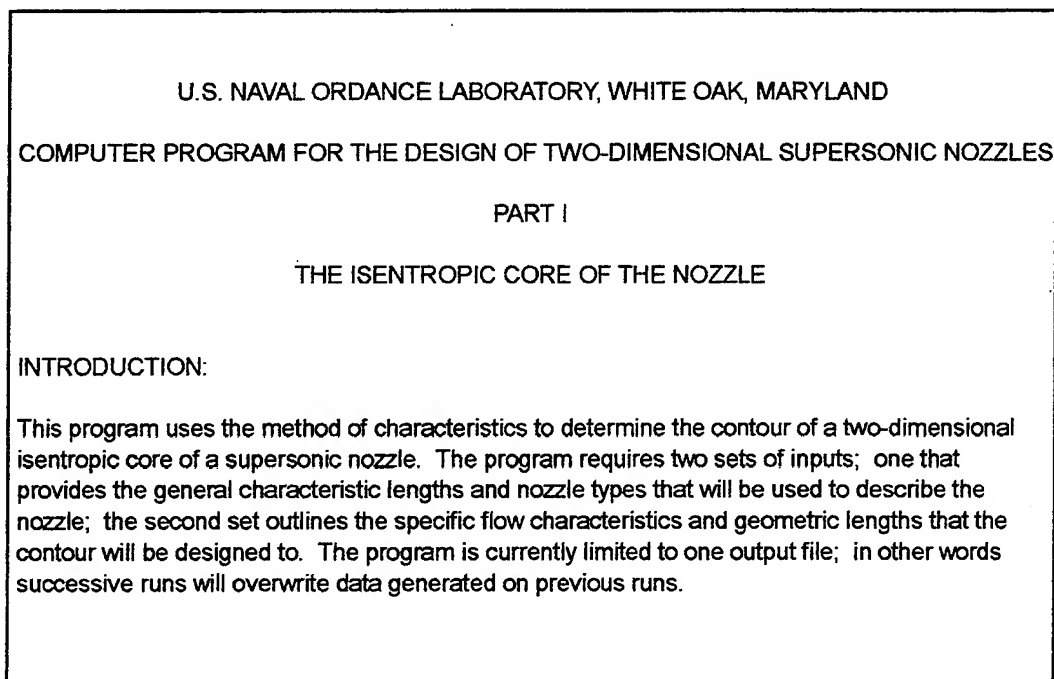 U.S. NAVAL ORDANCE LABORATORY, WHITE OAK, MARYLAND
COMPUTER PROGRAM FOR THE DESIGN OF TWO-DIMENSIONAL SUPERSONIC NOZZLES
PART I
THE ISENTROPIC CORE OF THE NOZZLE
INTRODUCTION:
This program uses the method of characteristics to determine the contour of a two-dimensional
isentropic core of a supersonic nozzle. The program requires two sets of inputs; one that
provides the general characteristic lengths and nozzle types that will be used to describe the
nozzle; the second set outlines the specific flow characteristics and geometric lengths that the
contour will be designed to. The program is currently limited to one output file; in other words
successive runs will overwrite data generated on previous runs.